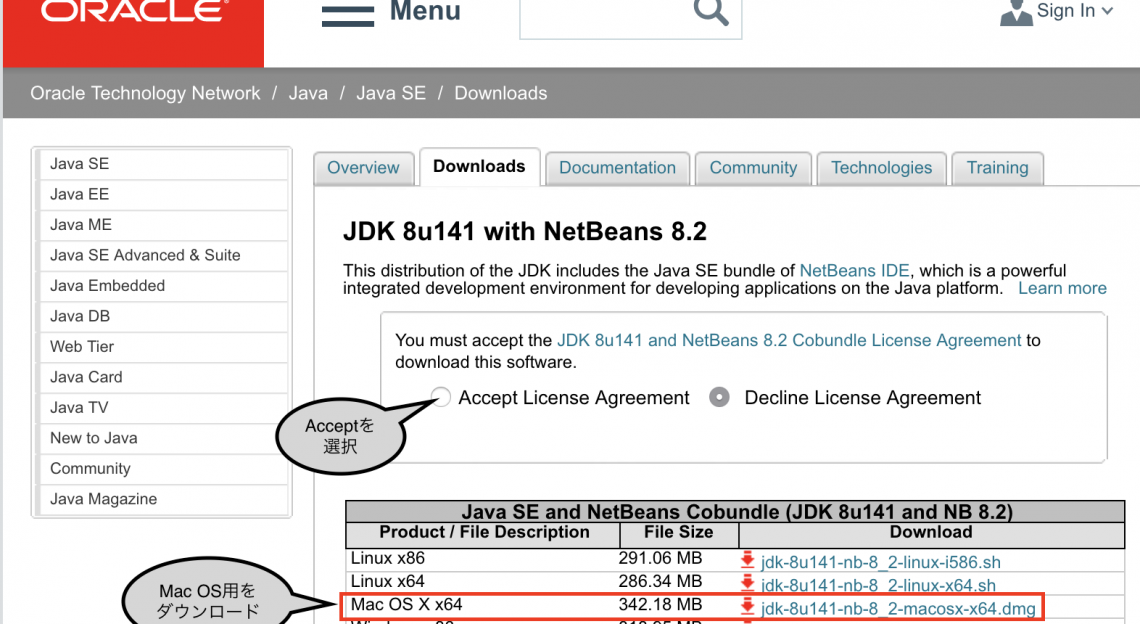 ORACLE
Menu
Sign In
Oracle Technology Network / Java / Java SE / Downloads
Java SE
Java EE
Java ME
Java SE Advanced & Suite
Java Embedded
Java DB
Web Tier
Java Card
Java TV
New to Java
Community
Java Magazine
Overview
Downloads
Documentation
Community
Technologies
Training
JDK 8u141 with NetBeans 8.2
This distribution of the JDK includes the Java SE bundle of NetBeans IDE, which is a powerful
integrated development environment for developing applications on the Java platform. Learn more
You must accept the JDK 8u141 and NetBeans 8.2 Cobundle License Agreement to
download this software.
Accept License Agreement Decline License Agreement
Acceptを
選択
Java SE and NetBeans Cobundle (JDK 8u141 and NB 8.2)
Product / File Description File Size Download
Linux x86 291.06 MB jdk-8u141-nb-8_2-linux-i586.sh
Linux x64 286.34 MB jdk-8u141-nb-8_2-linux-x64.sh
Mac OS X x64 342.18 MB jdk-8u141-nb-8_2-macosx-x64.dmg
Mac OS用を
ダウンロード